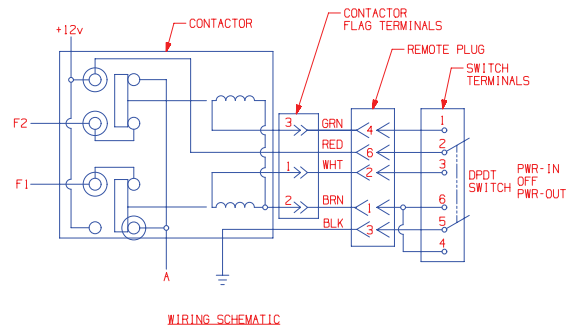 CONTACTOR
CONTACTOR
FLAG TERMINALS
REMOTE PLUG
SWITCH
TERMINALS
+12v
F2
F1
A
3
GRN
4
1
RED
6
2
1
WHT
2
3
2
BRN
1
6
BLK
3
5
4
DPDT
SWITCH
PWR-IN
OFF
PWR-OUT
WIRING SCHEMATIC